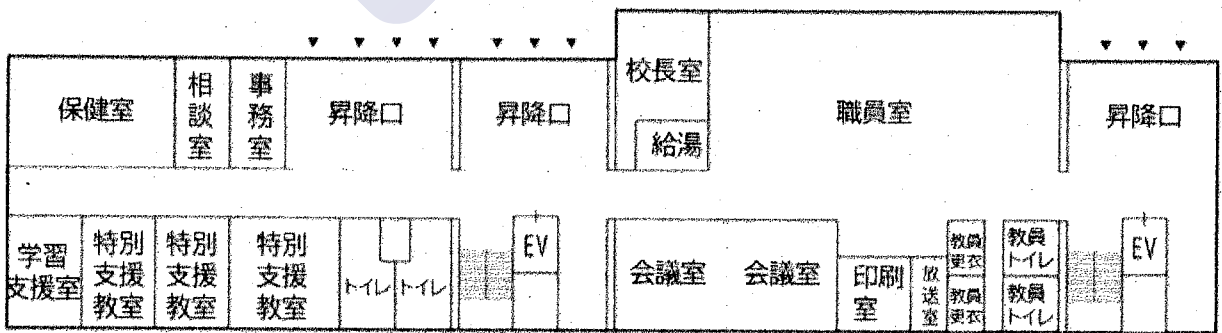 保健室
相談室
事務室
昇降口
昇降口
校長室
給湯
職員室
昇降口
学習
支援室
特別
支援
教室
特別
支援
教室
特別
支援
教室
トイレ
トイレ
EV
会議室
会議室
印刷
室
放送室
教員
更衣
教員
更衣
教員
トイレ
教員
トイレ
EV